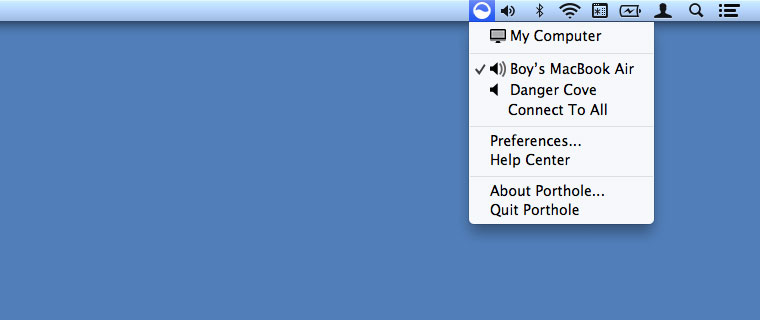 My Computer
Boy's MacBook Air
Danger Cove
Connect To All
Preferences...
Help Center
About Porthole...
Quit Porthole